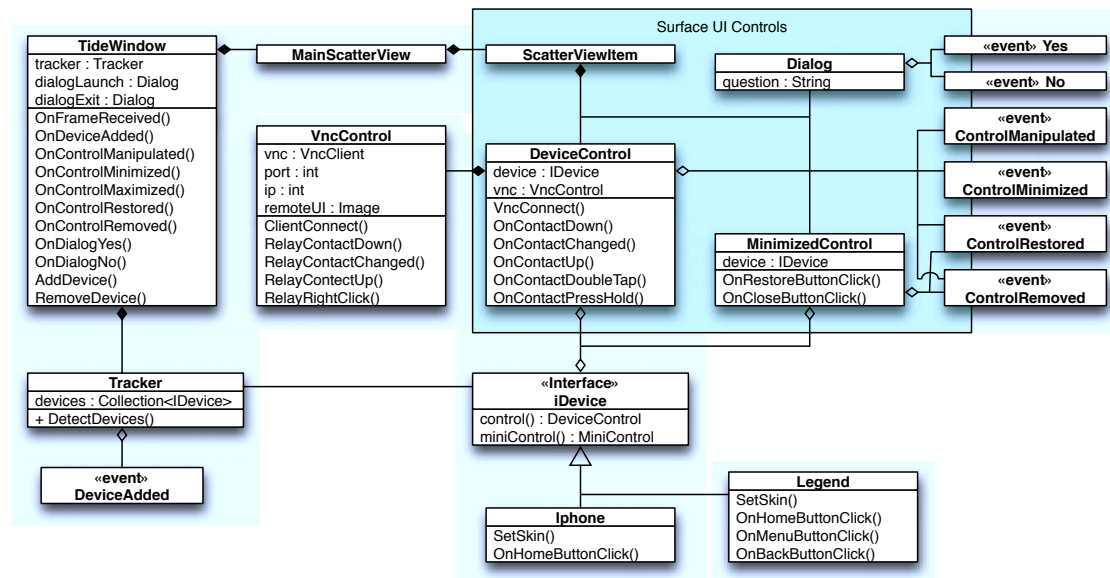 Surface UI Controls
TideWindow
tracker : Tracker
dialogLaunch : Dialog
dialogExit : Dialog
OnFrameReceived()
OnDeviceAdded()
OnControlManipulated()
OnControlMinimized()
OnControlMaximized()
OnControlRestored()
OnControlRemoved()
OnDialogYes()
OnDialogNo()
AddDevice()
RemoveDevice()
MainScatterView
ScatterViewItem
Dialog
question : String
«event» Yes
«event» No
«event»
ControlManipulated
«event»
ControlMinimized
«event»
ControlRestored
«event»
ControlRemoved
VncControl
vnc : VncClient
port : int
ip : int
remoteUI : Image
ClientConnect()
RelayContactDown()
RelayContactChanged()
RelayContectUp()
RelayRightClick()
DeviceControl
device : IDevice
vnc : VncControl
VncConnect()
OnContactDown()
OnContactChanged()
OnContactUp()
OnContactDoubleTap()
OnContactPressHold()
MinimizedControl
device : IDevice
OnRestoreButtonClick()
OnCloseButtonClick()
Tracker
devices : Collection<IDevice>
+ DetectDevices()
«event»
DeviceAdded
«Interface»
iDevice
control() : DeviceControl
miniControl() : MiniControl
Iphone
SetSkin()
OnHomeButtonClick()
Legend
SetSkin()
OnHomeButtonClick()
OnMenuButtonClick()
OnBackButtonClick()